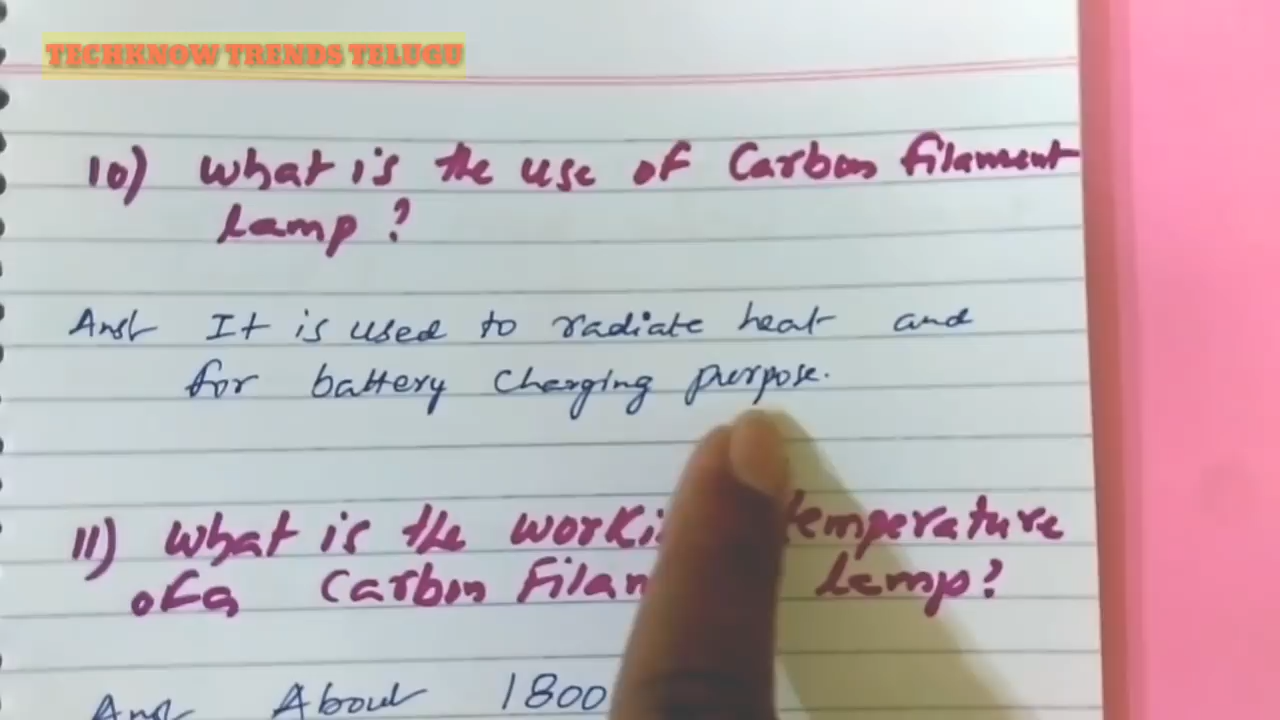 TECHKNOW TRENDS TELUGU
10) What is the use of Carbon filament
lamp?
Ans: It is used to radiate heat and
for battery charging purpose.
11) What is the temperature
of a Carbon lamp?
Ans About 1800